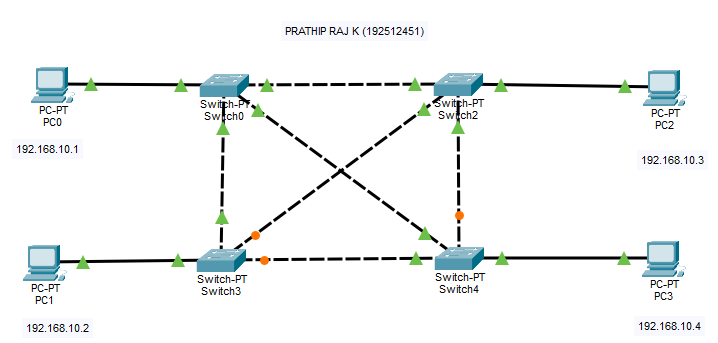 PRATHIP RAJ K (192512451)
PC-PT
PC0
Switch-PT
Switch0
Switch-PT
Switch2
PC-PT
PC2
192.168.10.1
192.168.10.3
PC-PT
PC1
Switch-PT
Switch3
Switch-PT
Switch4
PC-PT
PC3
192.168.10.2
192.168.10.4